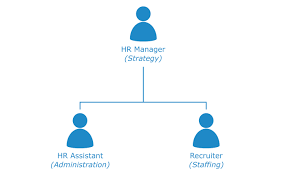 HR Manager
(Strategy)
HR Assistant
(Administration)
Recruiter
(Staffing)